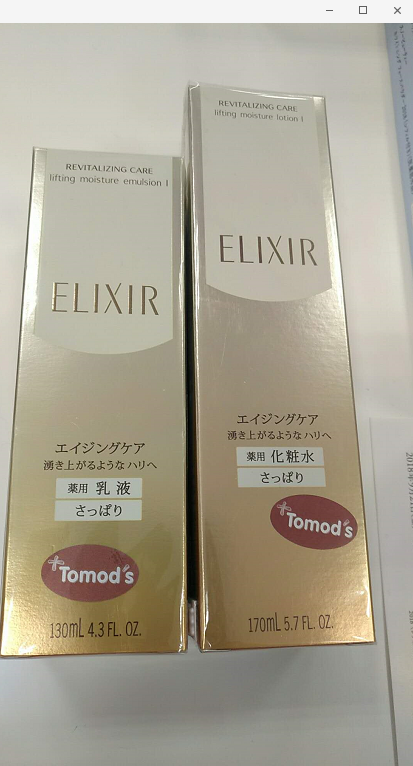 REVITALIZING CARE
lifting moisture emulsion I
ELIXIR
エイジングケア
湧き上がるようなハリへ
薬用 乳液
さっぱり
Tomod's
130mL 4.3 FL. OZ.
REVITALIZING CARE
lifting moisture lotion I
ELIXIR
エイジングケア
湧き上がるようなハリへ
薬用 化粧水
さっぱり
Tomod's
170mL 5.7 FL. OZ.